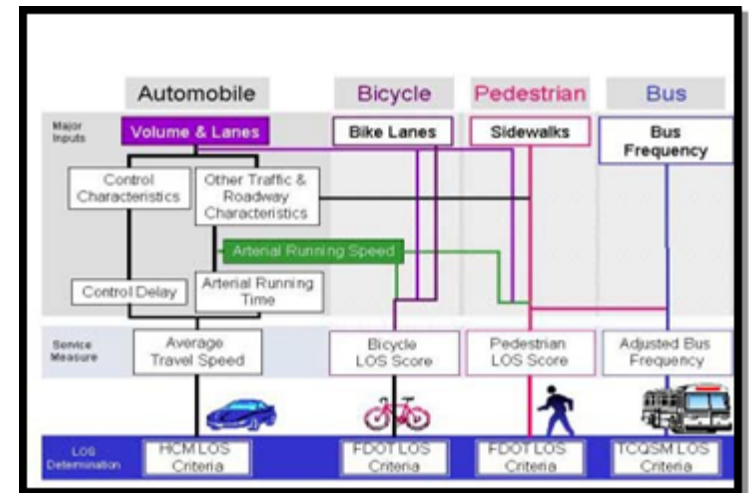 Automobile Bicycle Pedestrian Bus
Major
Inputs
Volume & Lanes Bike Lanes Sidewalks Bus
Frequency
Control
Characteristics
Other Traffic &
Roadway
Characteristics
Arterial Running Speed
Control Delay
Arterial Running
Time
Service
Measure
Average
Travel Speed
Bicycle
LOS Score
Pedestrian
LOS Score
Adjusted Bus
Frequency
LOS
Determination
HCM LOS
Criteria
FDOT LOS
Criteria
FDOT LOS
Criteria
TCQSM LOS
Criteria